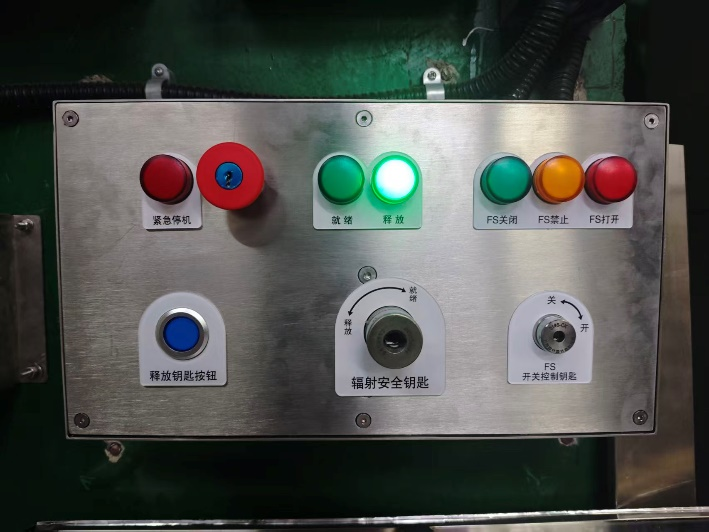 紧急停机
就绪
释放
FS关闭
FS禁止
FS打开
释放钥匙按钮
释放
就绪
辐射安全钥匙
关
开
FS
开关控制钥匙